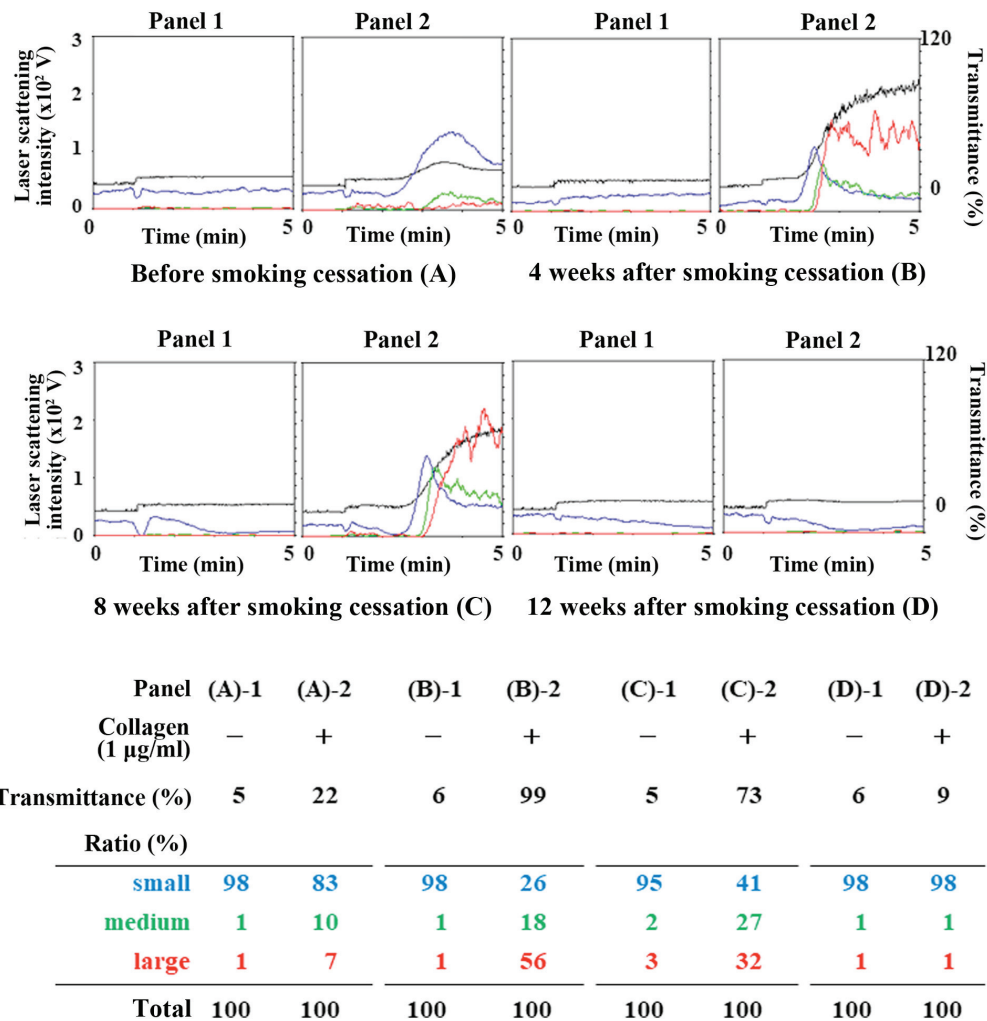 Panel 1 Panel 2 Panel 1 Panel 2
Laser scattening
intensity (x10² V)
3
2
1
0
0 Time (min) 5
0 Time (min) 5
0 Time (min) 5
0 Time (min) 5
120
0
Transmittance (%)
Before smoking cessation (A) 4 weeks after smoking cessation (B)
Panel 1 Panel 2 Panel 1 Panel 2
Laser scattening
intensity (x10² V)
3
2
1
0
0 Time (min) 5
0 Time (min) 5
0 Time (min) 5
0 Time (min) 5
120
0
Transmittance (%)
8 weeks after smoking cessation (C) 12 weeks after smoking cessation (D)
Panel (A)-1 (A)-2 (B)-1 (B)-2 (C)-1 (C)-2 (D)-1 (D)-2
Collagen
(1 µg/ml) − + − + − + − +
Transmittance (%) 5 22 6 99 5 73 6 9
Ratio (%)
small 98 83 98 26 95 41 98 98
medium 1 10 1 18 2 27 1 1
large 1 7 1 56 3 32 1 1
Total 100 100 100 100 100 100 100 100